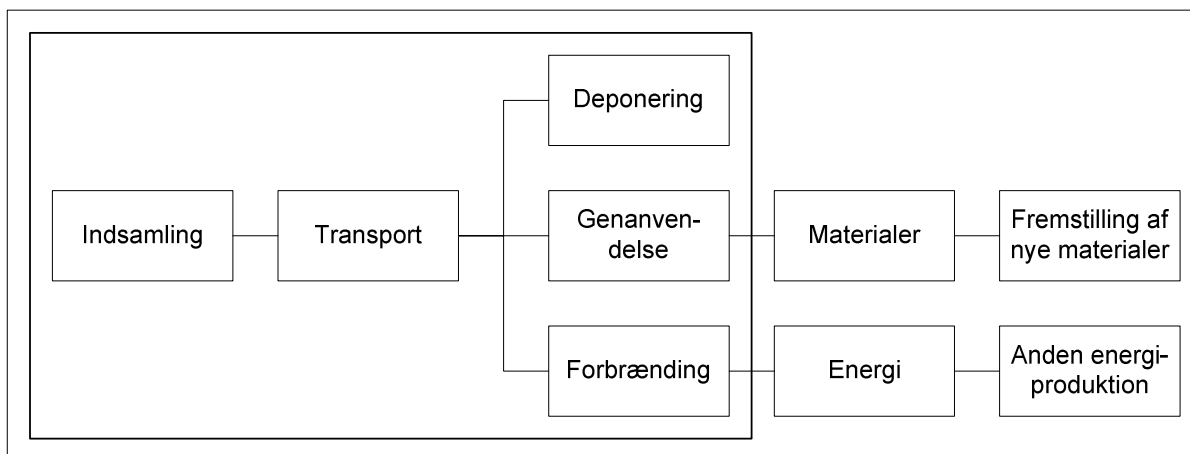 Deponering
Indsamling
Transport
Genanven-
delse
Materialer
Fremstilling af
nye materialer
Forbrænding
Energi
Anden energi-
produktion